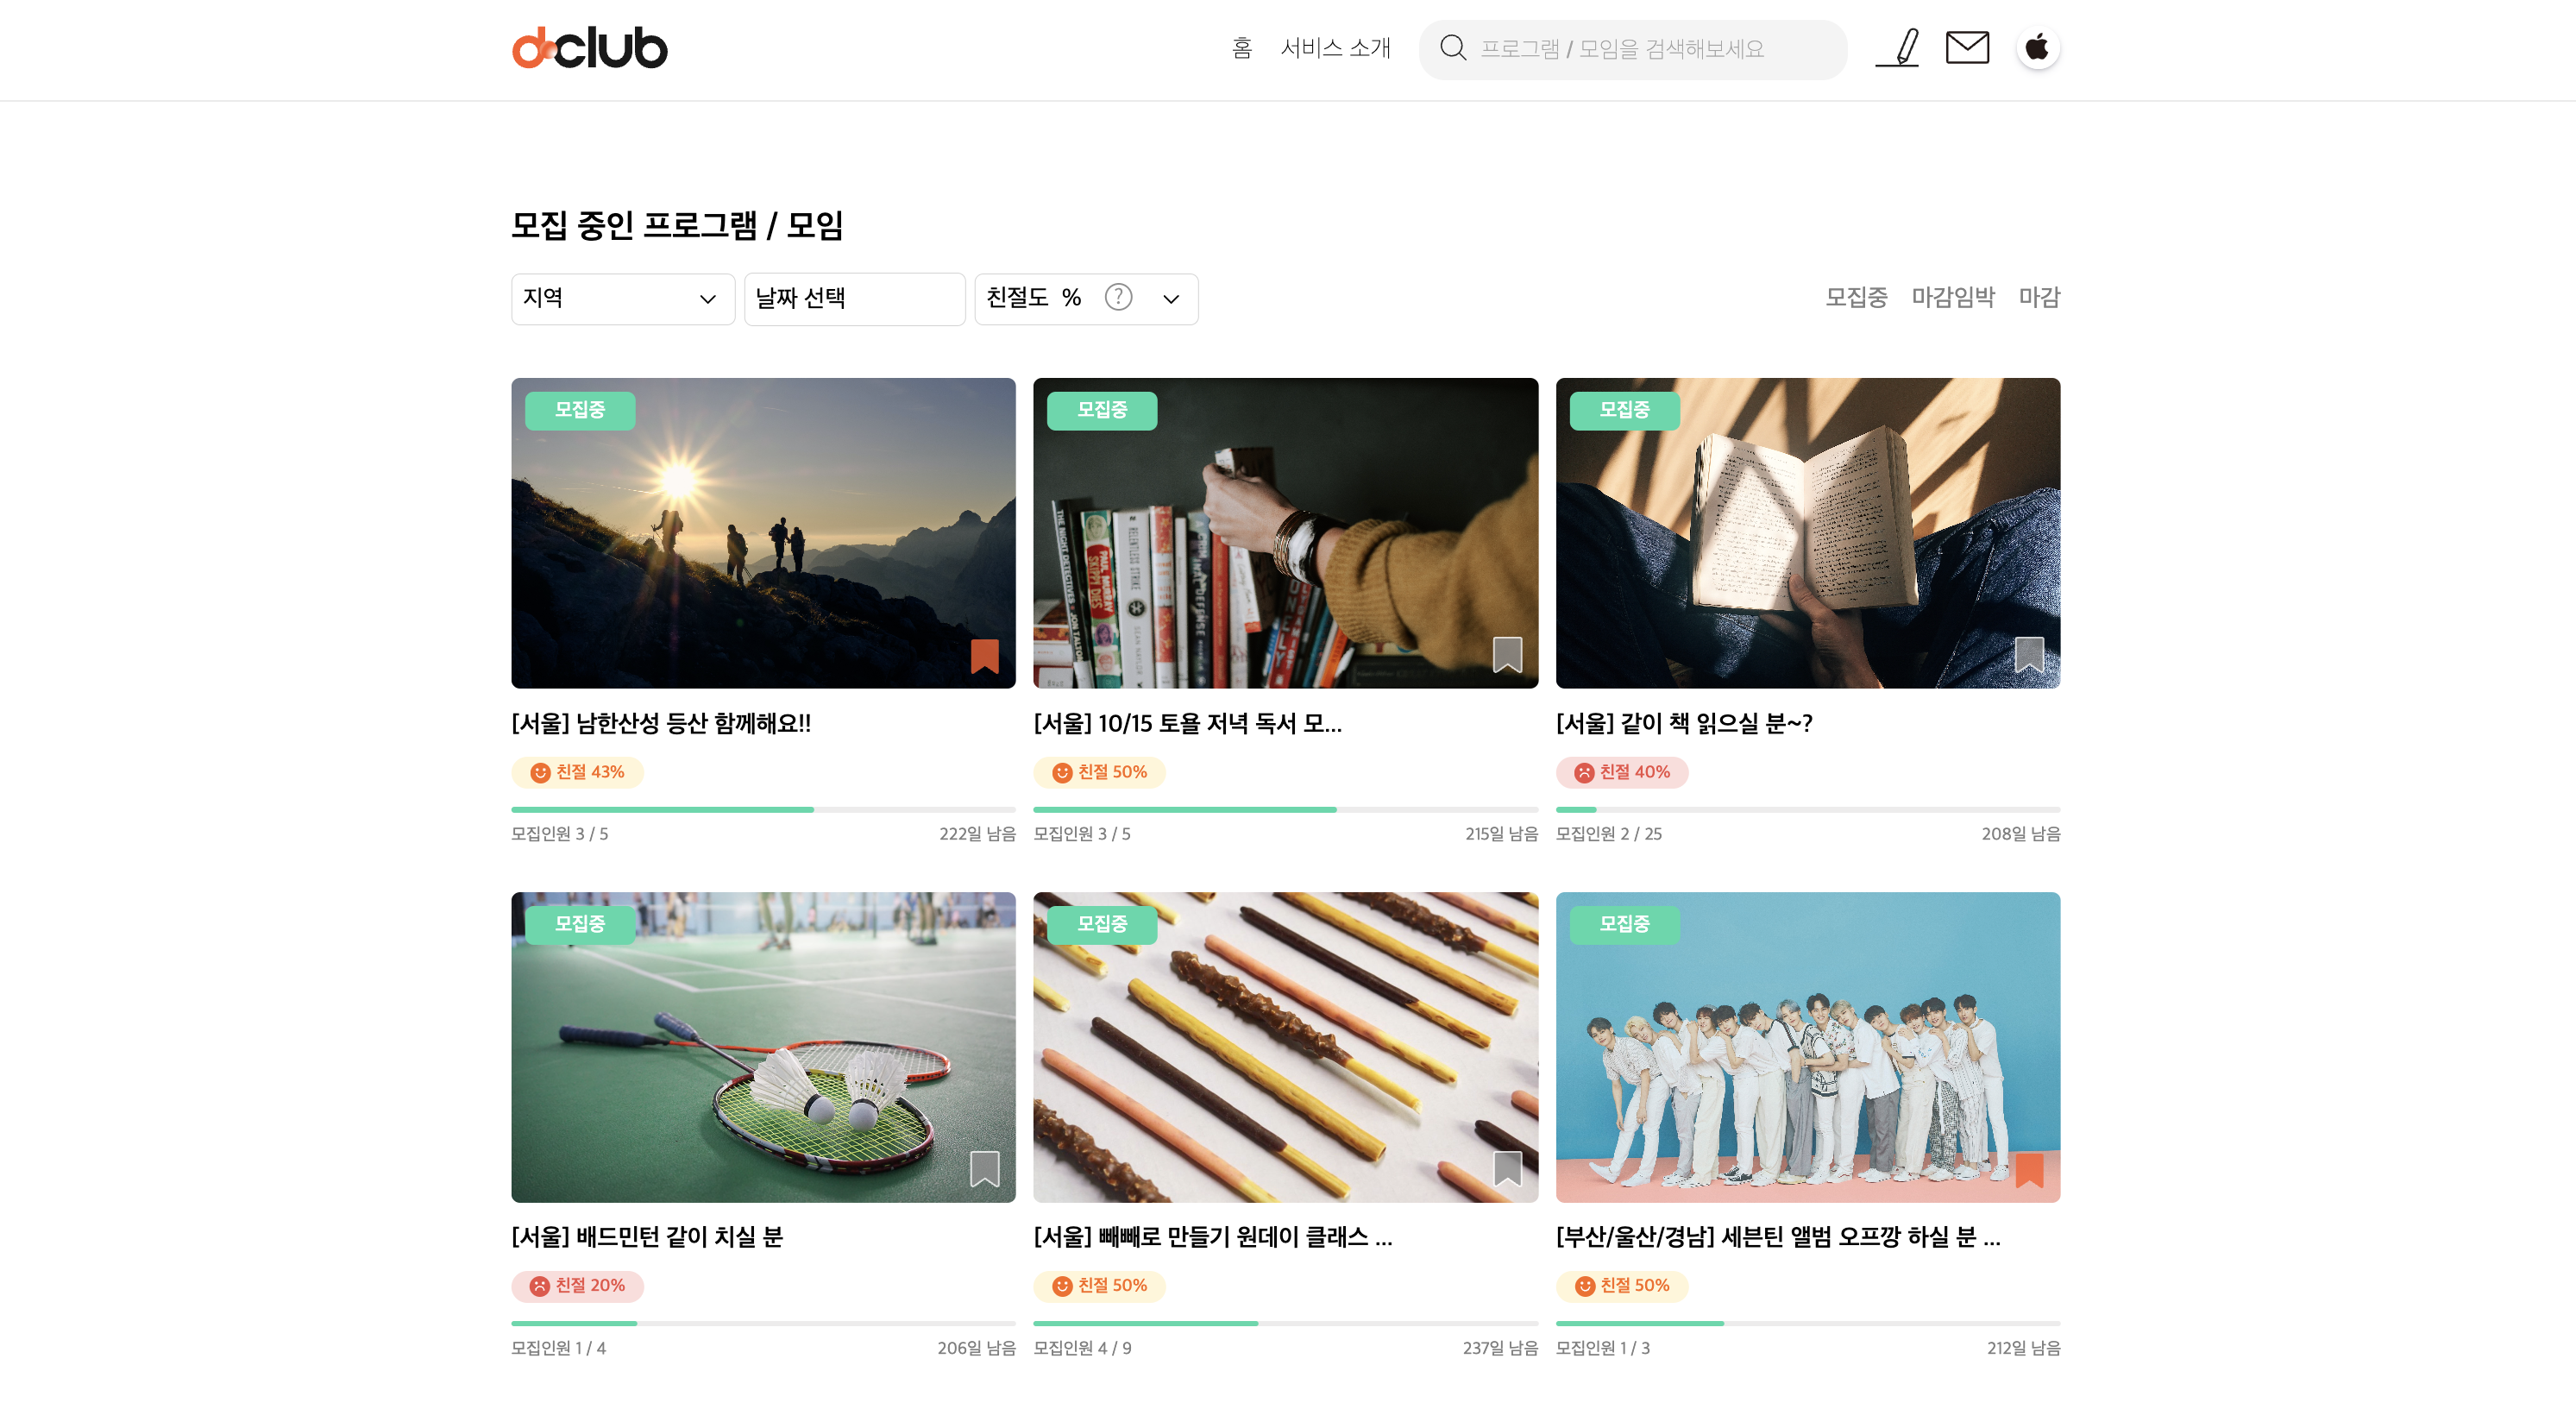 dclub
홈 서비스 소개 프로그램 / 모임을 검색해보세요
모집 중인 프로그램 / 모임
지역 날짜 선택 친절도 % ? 모집중 마감임박 마감
모집중 모집중 모집중
[서울] 남한산성 등산 함께해요!!
친절 43%
모집인원 3 / 5 222일 남음
[서울] 10/15 토욜 저녁 독서 모...
친절 50%
모집인원 3 / 5 215일 남음
[서울] 같이 책 읽으실 분~?
친절 40%
모집인원 2 / 25 208일 남음
모집중 모집중 모집중
[서울] 배드민턴 같이 치실 분
친절 20%
모집인원 1 / 4 206일 남음
[서울] 빼빼로 만들기 원데이 클래스 ...
친절 50%
모집인원 4 / 9 237일 남음
[부산/울산/경남] 세븐틴 앨범 오프깡 하실 분 ...
친절 50%
모집인원 1 / 3 212일 남음